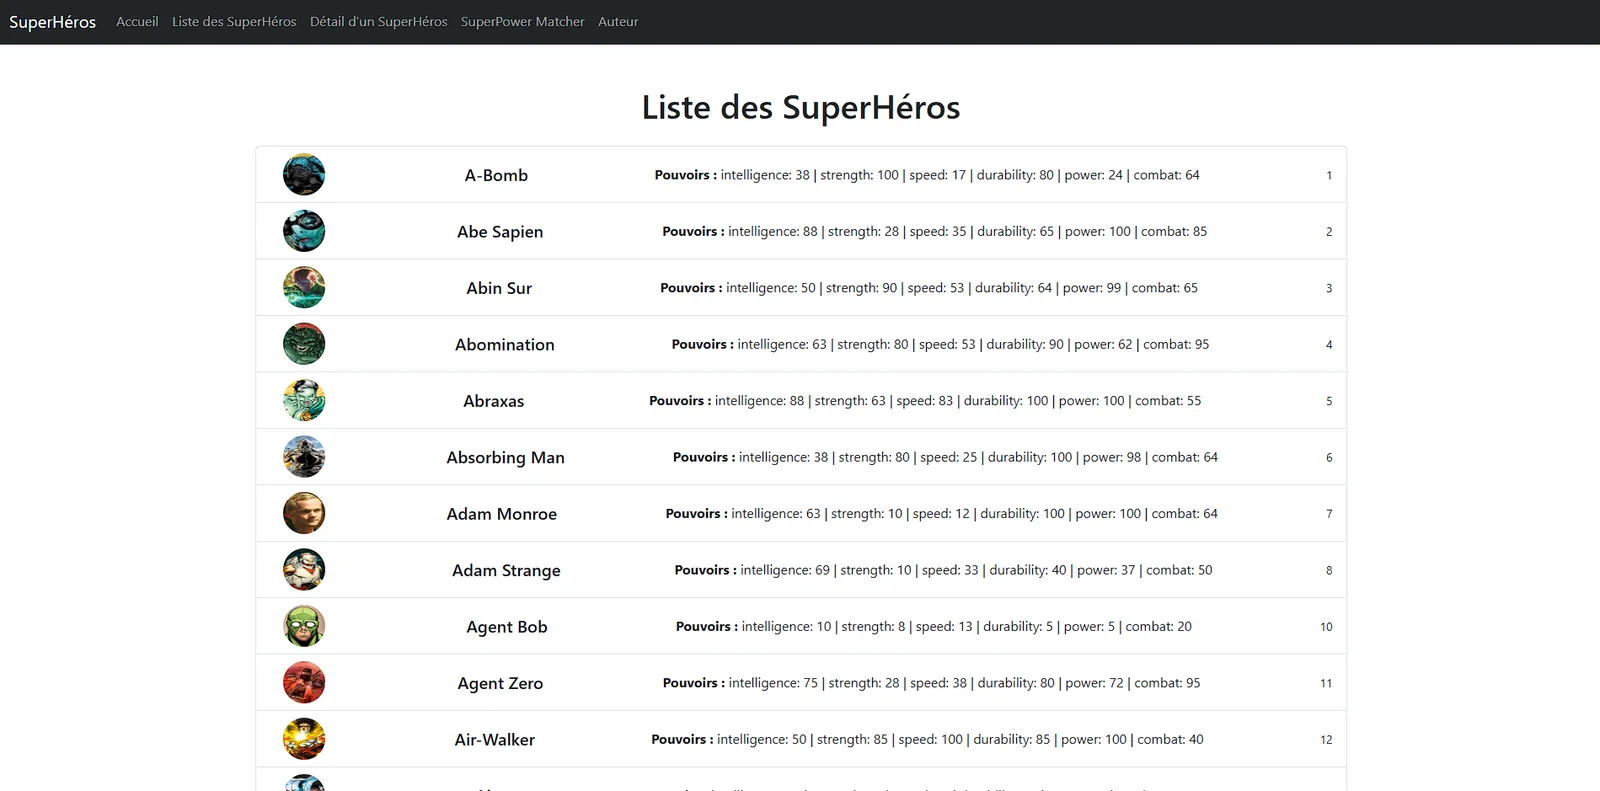 SuperHéros Accueil Liste des SuperHéros Détail d'un SuperHéros SuperPower Matcher Auteur
Liste des SuperHéros
A-Bomb Pouvoirs : intelligence: 38 | strength: 100 | speed: 17 | durability: 80 | power: 24 | combat: 64 1
Abe Sapien Pouvoirs : intelligence: 88 | strength: 28 | speed: 35 | durability: 65 | power: 100 | combat: 85 2
Abin Sur Pouvoirs : intelligence: 50 | strength: 90 | speed: 53 | durability: 64 | power: 99 | combat: 65 3
Abomination Pouvoirs : intelligence: 63 | strength: 80 | speed: 53 | durability: 90 | power: 62 | combat: 95 4
Abraxas Pouvoirs : intelligence: 88 | strength: 63 | speed: 83 | durability: 100 | power: 100 | combat: 55 5
Absorbing Man Pouvoirs : intelligence: 38 | strength: 80 | speed: 25 | durability: 100 | power: 98 | combat: 64 6
Adam Monroe Pouvoirs : intelligence: 63 | strength: 10 | speed: 12 | durability: 100 | power: 100 | combat: 64 7
Adam Strange Pouvoirs : intelligence: 69 | strength: 10 | speed: 33 | durability: 40 | power: 37 | combat: 50 8
Agent Bob Pouvoirs : intelligence: 10 | strength: 8 | speed: 13 | durability: 5 | power: 5 | combat: 20 10
Agent Zero Pouvoirs : intelligence: 75 | strength: 28 | speed: 38 | durability: 80 | power: 72 | combat: 95 11
Air-Walker Pouvoirs : intelligence: 50 | strength: 85 | speed: 100 | durability: 85 | power: 100 | combat: 40 12